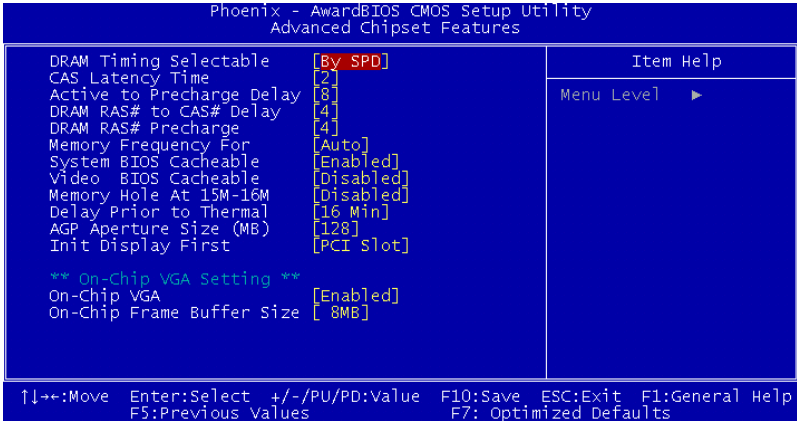 Phoenix - AwardBIOS CMOS Setup Utility
Advanced Chipset Features
DRAM Timing Selectable [By SPD]
CAS Latency Time [2]
Active to Precharge Delay [8]
DRAM RAS# to CAS# Delay [4]
DRAM RAS# Precharge [4]
Memory Frequency For [Auto]
System BIOS Cacheable [Enabled]
Video BIOS Cacheable [Disabled]
Memory Hole At 15M-16M [Disabled]
Delay Prior to Thermal [16 Min]
AGP Aperture Size (MB) [128]
Init Display First [PCI Slot]
** On-Chip VGA Setting **
On-Chip VGA [Enabled]
On-Chip Frame Buffer Size [ 8MB]
Item Help
Menu Level ►
↑↓→←:Move Enter:Select +/-/PU/PD:Value F10:Save ESC:Exit F1:General Help
F5:Previous Values F7: Optimized Defaults